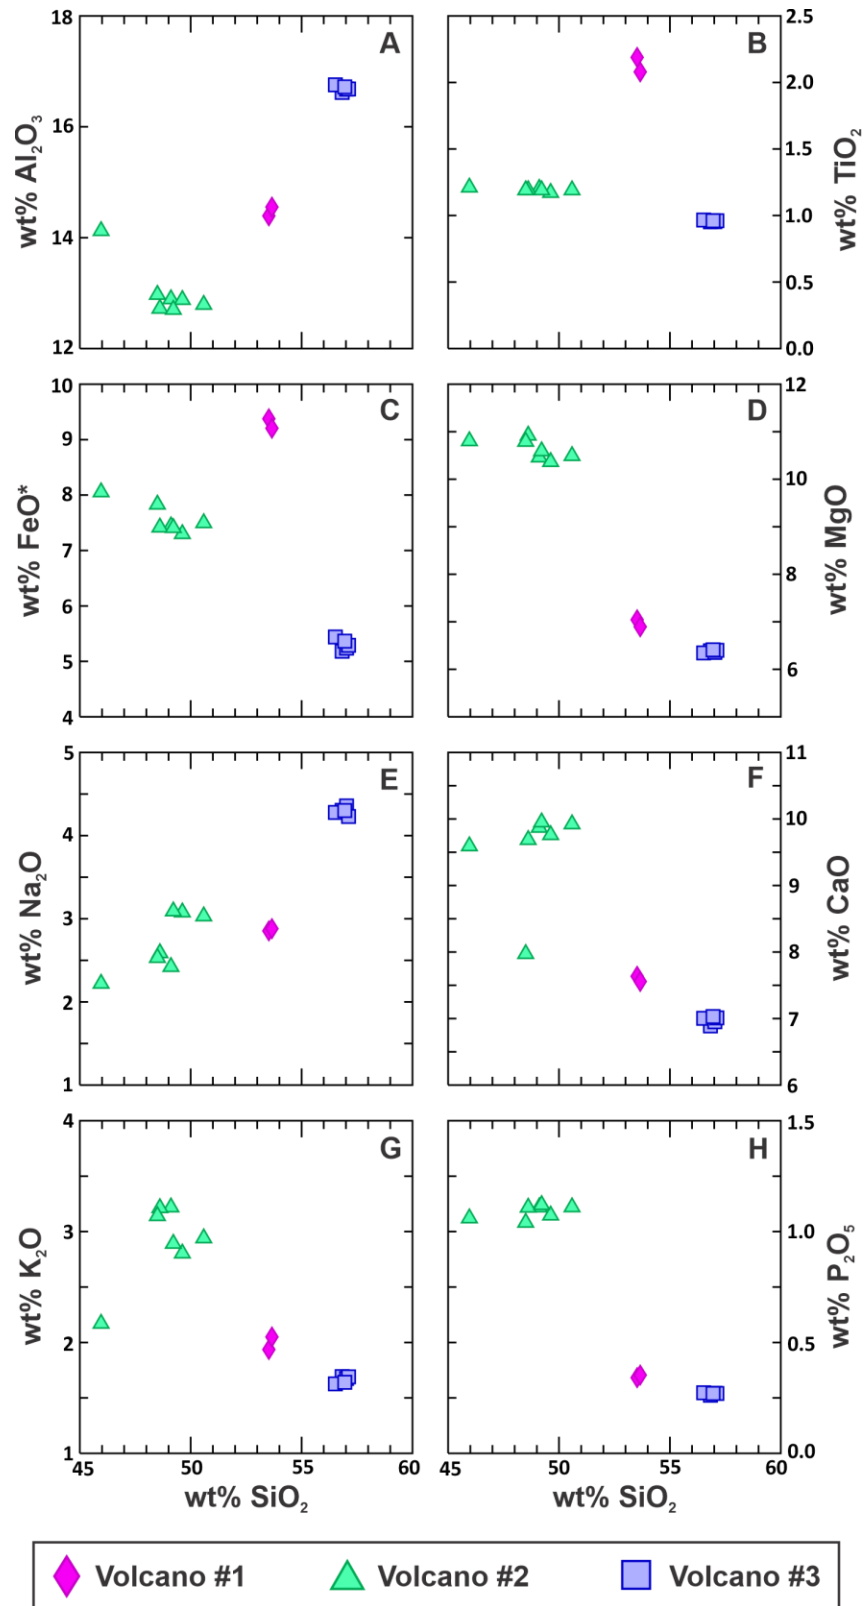 18
16
14
12
wt% Al₂O₃
A
B
2.5
2.0
1.5
1.0
0.5
0.0
wt% TiO₂
10
9
8
7
6
5
4
wt% FeO*
C
D
12
10
8
6
wt% MgO
5
4
3
2
1
wt% Na₂O
E
F
11
10
9
8
7
6
wt% CaO
4
3
2
1
wt% K₂O
G
H
1.5
1.0
0.5
0.0
wt% P₂O₅
45 50 55 60 50 55 60
wt% SiO₂ wt% SiO₂
Volcano #1 Volcano #2 Volcano #3